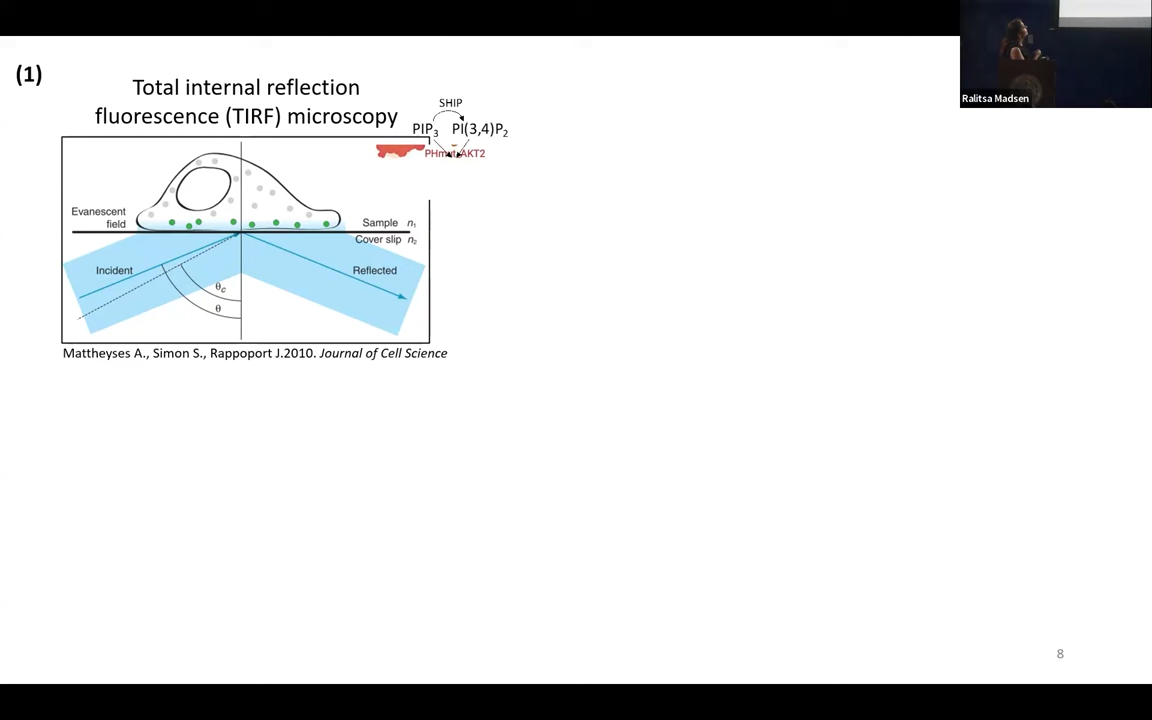 (1)
Total internal reflection
fluorescence (TIRF) microscopy
SHIP
PIP3 PI(3,4)P2
AKT2
Evanescent
field
Sample n1
Cover slip n2
Incident
Reflected
θc
θ
Mattheyses A., Simon S., Rappoport J.2010. Journal of Cell Science
8
Ralitsa Madsen